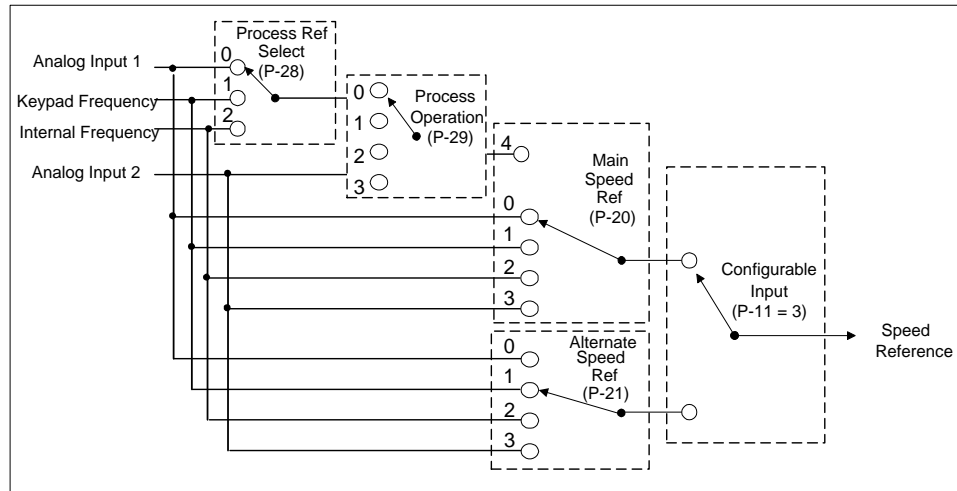 Process Ref
Select
(P-28)
Analog Input 1
0
Keypad Frequency
1
Internal Frequency
2
Process
Operation
(P-29)
0
1
2
3
Analog Input 2
4
Main
Speed
Ref
(P-20)
0
1
2
3
Configurable
Input
(P-11 = 3)
Speed
Reference
Alternate
Speed
Ref
(P-21)
0
1
2
3